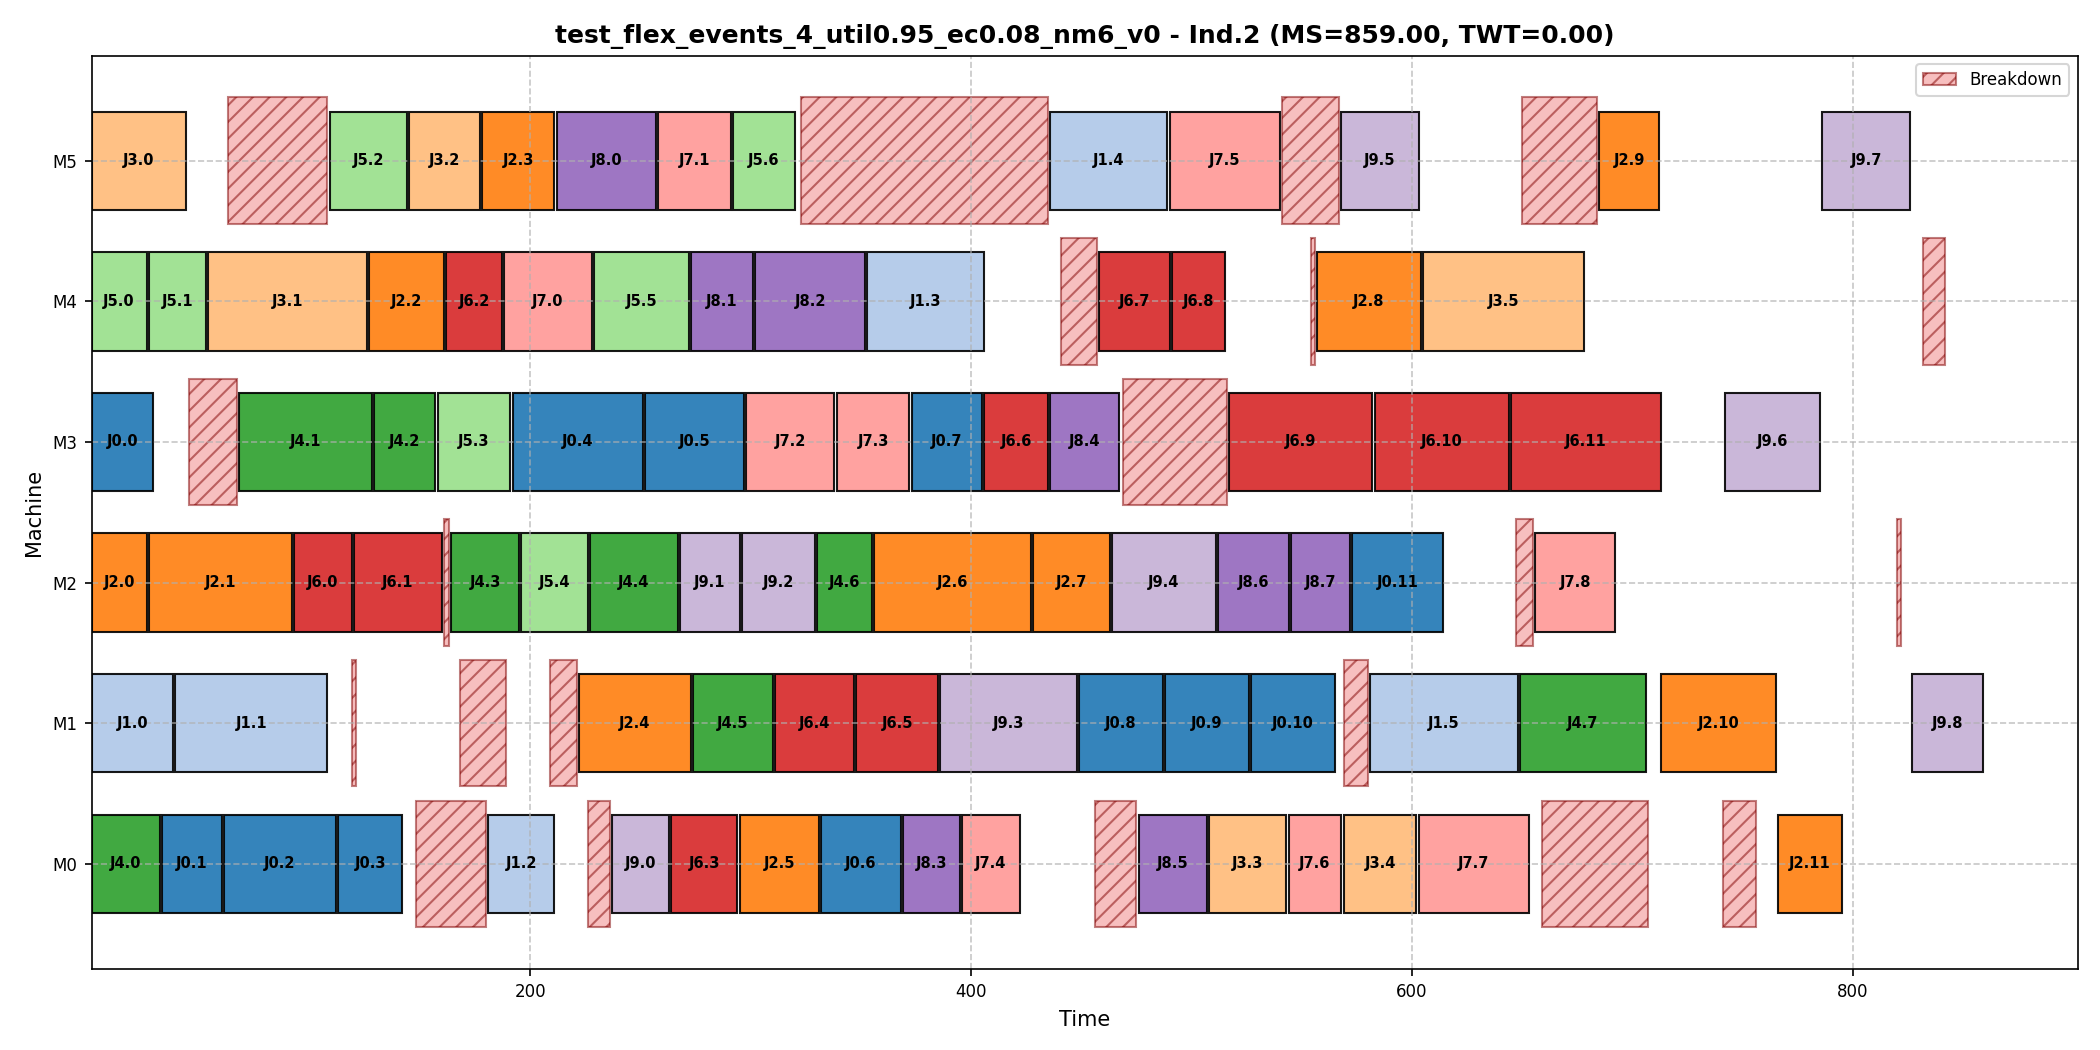 test_flex_events_4_util0.95_ec0.08_nm6_v0 - Ind.2 (MS=859.00, TWT=0.00)
Breakdown
M5 J3.0 J5.2 J3.2 J2.3 J8.0 J7.1 J5.6 J1.4 J7.5 J9.5 J2.9 J9.7
M4 J5.0 J5.1 J3.1 J2.2 J6.2 J7.0 J5.5 J8.1 J8.2 J1.3 J6.7 J6.8 J2.8 J3.5
M3 J0.0 J4.1 J4.2 J5.3 J0.4 J0.5 J7.2 J7.3 J0.7 J6.6 J8.4 J6.9 J6.10 J6.11 J9.6
M2 J2.0 J2.1 J6.0 J6.1 J4.3 J5.4 J4.4 J9.1 J9.2 J4.6 J2.6 J2.7 J9.4 J8.6 J8.7 J0.11 J7.8
M1 J1.0 J1.1 J2.4 J4.5 J6.4 J6.5 J9.3 J0.8 J0.9 J0.10 J1.5 J4.7 J2.10 J9.8
M0 J4.0 J0.1 J0.2 J0.3 J1.2 J9.0 J6.3 J2.5 J0.6 J8.3 J7.4 J8.5 J3.3 J7.6 J3.4 J7.7 J2.11
Machine
200 400 600 800
Time